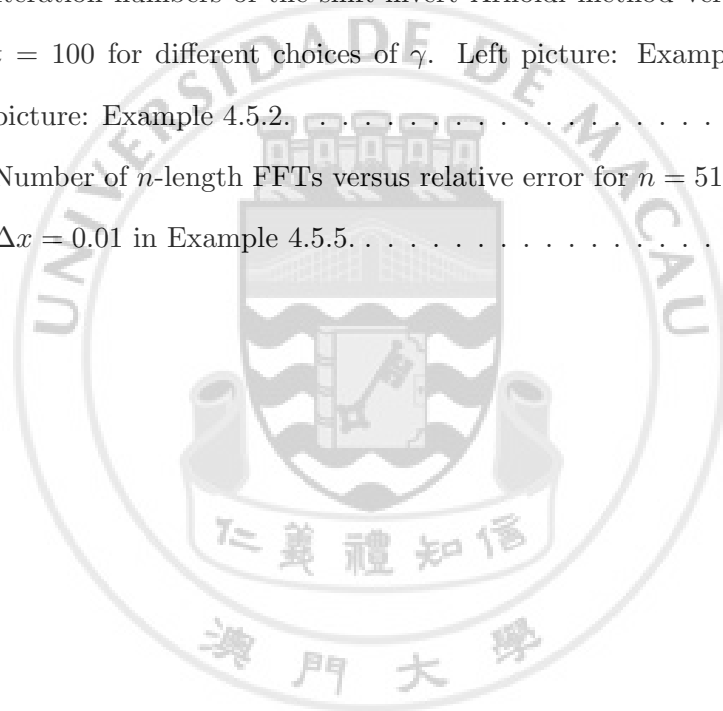 iteration numbers of the shift-invert Arnoldi method ver
= 100 for different choices of γ. Left picture: Examp
picture: Example 4.5.2. . . . . . . . . . . . . . . . . . .
Number of n-length FFTs versus relative error for n = 51
Δx = 0.01 in Example 4.5.5. . . . . . . . . . . . . . . . .
UNIVERSIDADE DE MACAU
仁義禮知信
澳門大學